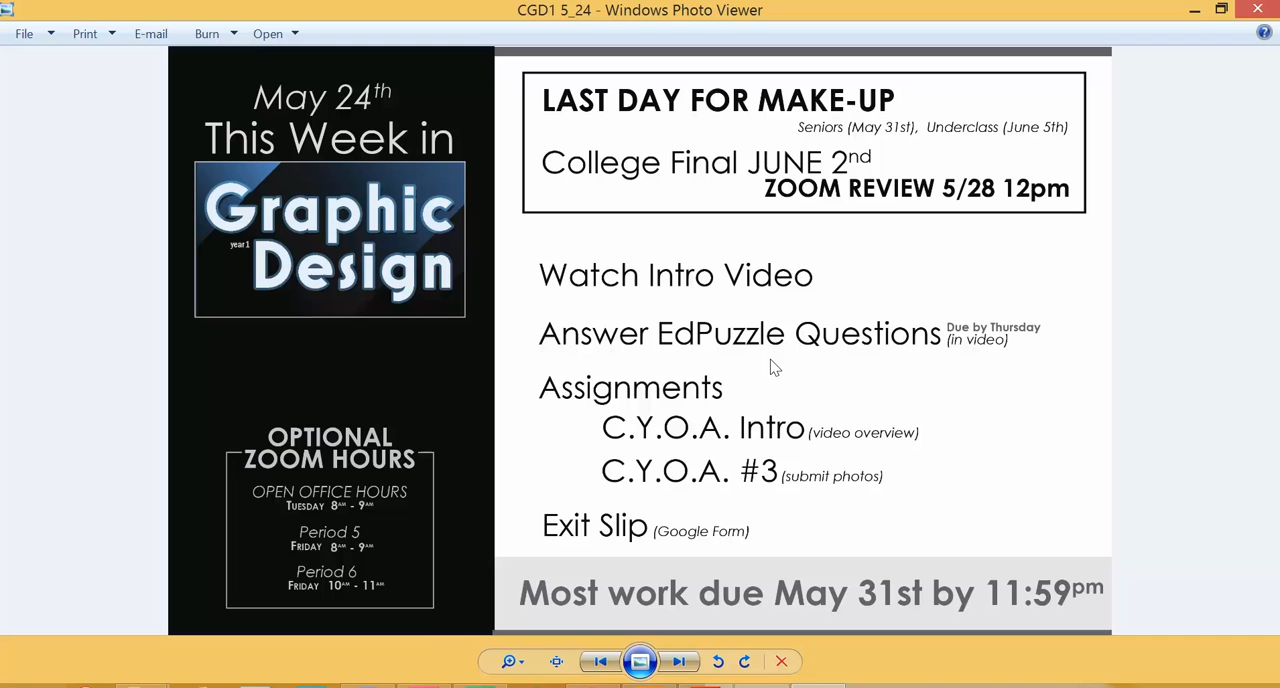 CGD1 5_24 - Windows Photo Viewer
File Print E-mail Burn Open
May 24th
This Week in
Graphic
year1
Design
OPTIONAL
ZOOM HOURS
OPEN OFFICE HOURS
TUESDAY 8AM - 9AM
Period 5
FRIDAY 8AM - 9AM
Period 6
FRIDAY 10AM - 11AM
LAST DAY FOR MAKE-UP
Seniors (May 31st), Underclass (June 5th)
College Final JUNE 2nd
ZOOM REVIEW 5/28 12pm
Watch Intro Video
Answer EdPuzzle Questions Due by Thursday
(in video)
Assignments
C.Y.O.A. Intro (video overview)
C.Y.O.A. #3 (submit photos)
Exit Slip (Google Form)
Most work due May 31st by 11:59pm